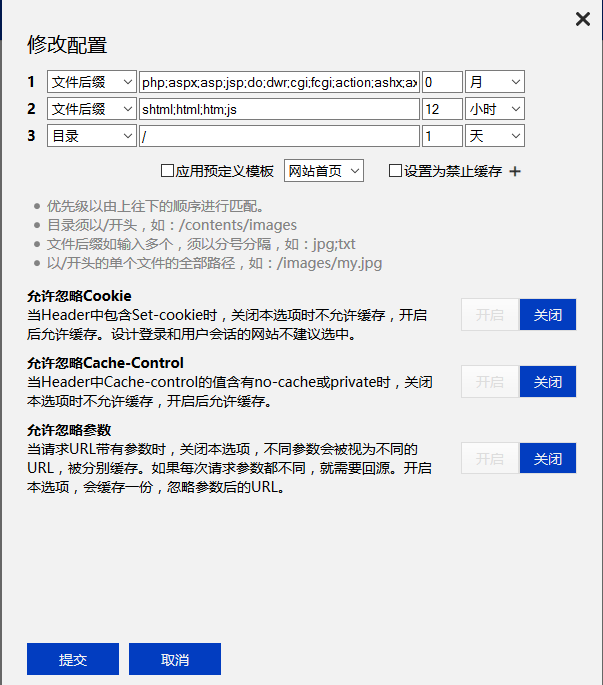 修改配置
1 文件后缀 php;aspx;asp;jsp;do;dwr;cgi;fcgi;action;ashx;ax 0 月
2 文件后缀 shtml;html;htm;js 12 小时
3 目录 / 1 天
应用预定义模板 网站首页 设置为禁止缓存 +
优先级以由上往下的顺序进行匹配。
目录须以/开头，如：/contents/images
文件后缀如输入多个，须以分号分隔，如：jpg;txt
以/开头的单个文件的全部路径，如：/images/my.jpg
允许忽略Cookie
当Header中包含Set-cookie时，关闭本选项时不允许缓存，开启
后允许缓存。设计登录和用户会话的网站不建议选中。
开启 关闭
允许忽略Cache-Control
当Header中Cache-control的值含有no-cache或private时，关闭
本选项时不允许缓存，开启后允许缓存。
开启 关闭
允许忽略参数
当请求URL带有参数时，关闭本选项，不同参数会被视为不同的
URL，被分别缓存。如果每次请求参数都不同，就需要回源。开启
本选项，会缓存一份，忽略参数后的URL。
开启 关闭
提交 取消